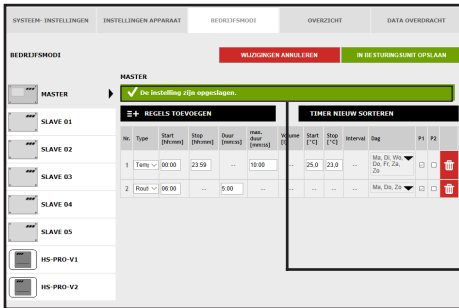 SYSTEEM- INSTELLINGEN INSTELLINGEN APPARAAT BEDRIJFSMODI OVERZICHT DATA OVERDRACHT
BEDRIJFSMODI WIJZIGINGEN ANNULEREN IN BESTURINGSUNIT OPSLAAN
MASTER
MASTER De instelling zijn opgeslagen.
REGELS TOEVOEGEN TIMER NIEUW SORTEREN
SLAVE 01
Nr. Type Start [hh:mm] Stop [hh:mm] Duur [mm:ss] max. duur [mm:ss] Start [°C] Stop [°C] Interval Dag P1 P2
SLAVE 02
1 Tem 00:00 23:59 -- 10:00 -- 25,0 23,0 -- Ma, Di, Wo, Do, Fr, Za, Zo
SLAVE 03
2 Rout 06:00 -- 5:00 -- -- -- -- -- Ma, Do, Zo
SLAVE 04
SLAVE 05
HS-PRO-V1
HS-PRO-V2